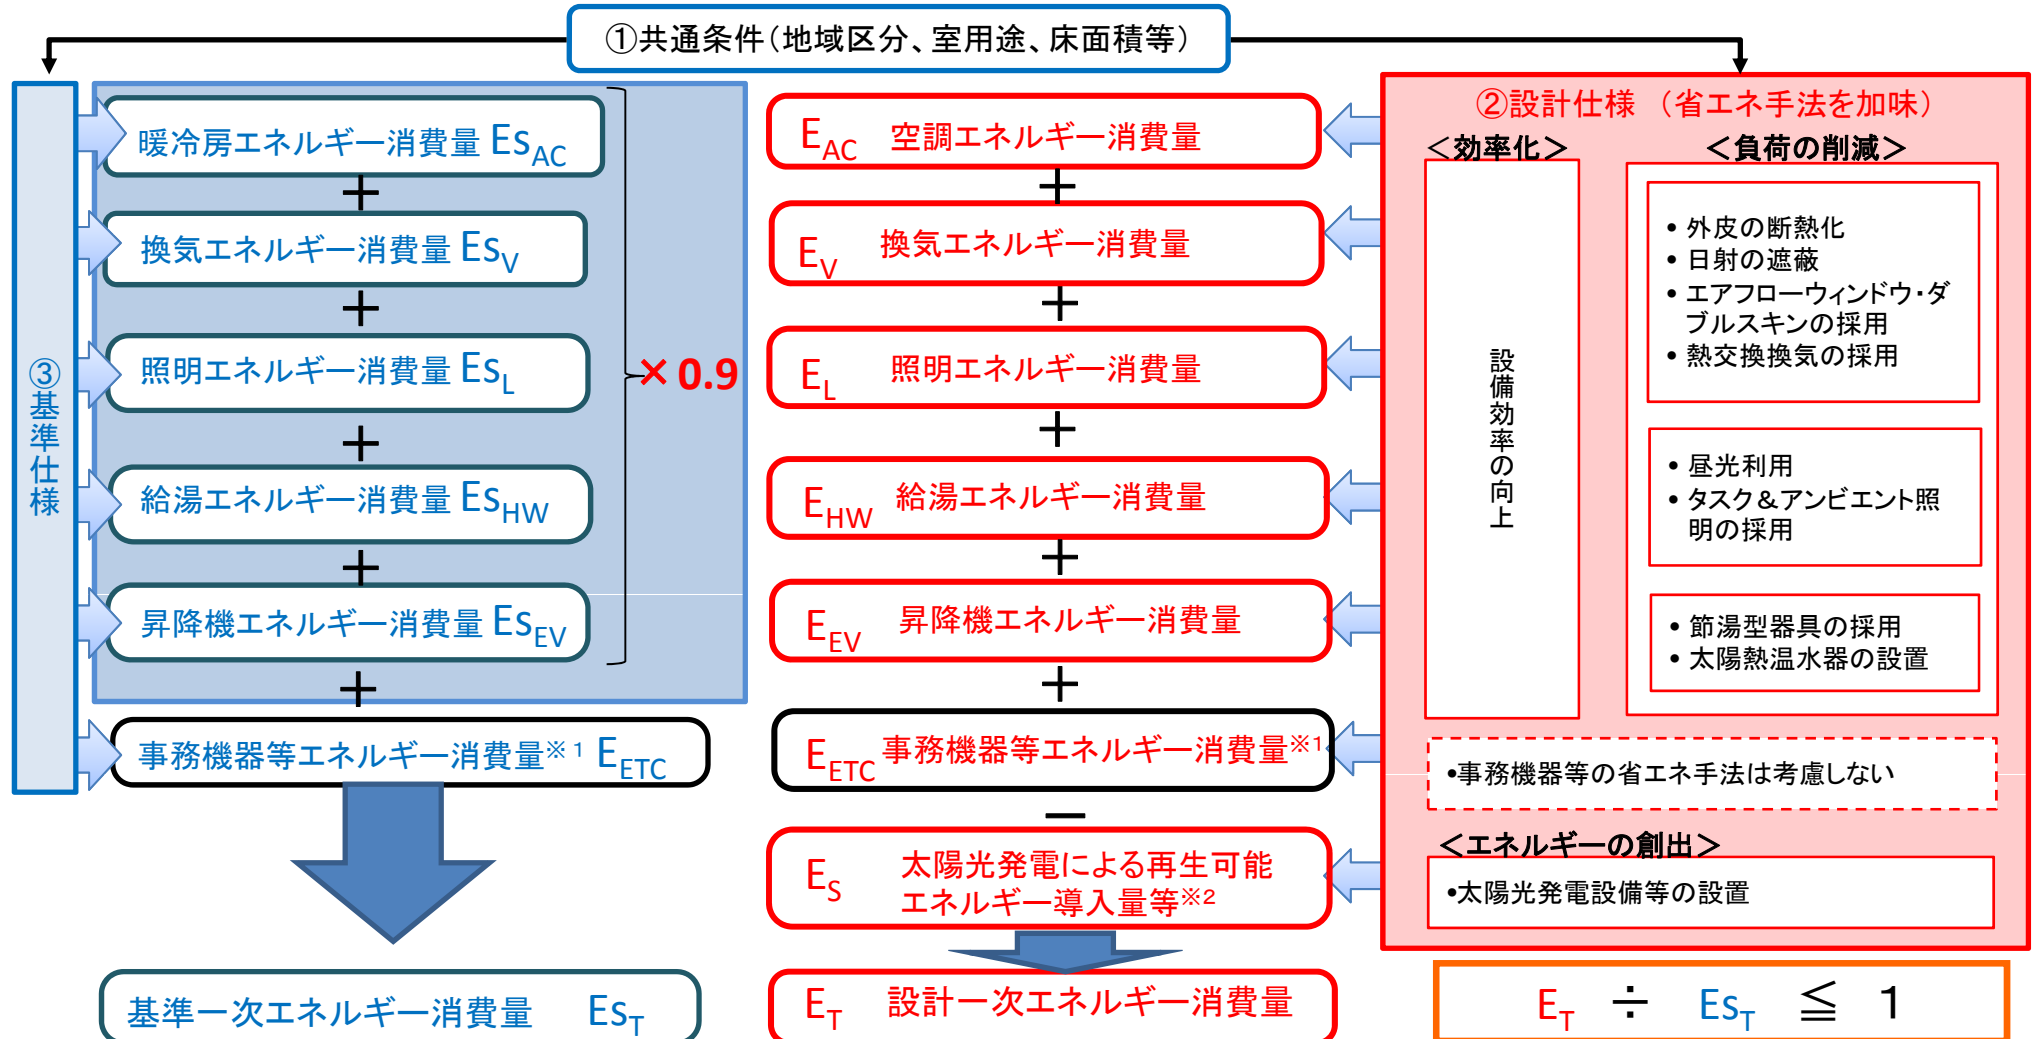 ①共通条件（地域区分、室用途、床面積等）
③基準仕様
暖冷房エネルギー消費量 EsAC
＋
換気エネルギー消費量 EsV
＋
照明エネルギー消費量 EsL
＋
給湯エネルギー消費量 EsHW
＋
昇降機エネルギー消費量 EsEV
＋
事務機器等エネルギー消費量※１ EETC
× 0.9
基準一次エネルギー消費量 EsT
EAC 空調エネルギー消費量
＋
EV 換気エネルギー消費量
＋
EL 照明エネルギー消費量
＋
EHW 給湯エネルギー消費量
＋
EEV 昇降機エネルギー消費量
＋
EETC 事務機器等エネルギー消費量※1
－
ES 太陽光発電による再生可能
エネルギー導入量等※2
ET 設計一次エネルギー消費量
②設計仕様 （省エネ手法を加味）
＜効率化＞
設備効率の向上
＜負荷の削減＞
• 外皮の断熱化
• 日射の遮蔽
• エアフローウィンドウ・ダ
ブルスキンの採用
• 熱交換換気の採用
• 昼光利用
• タスク＆アンビエント照
明の採用
• 節湯型器具の採用
• 太陽熱温水器の設置
•事務機器等の省エネ手法は考慮しない
＜エネルギーの創出＞
•太陽光発電設備等の設置
ET ÷ EsT ≦ 1